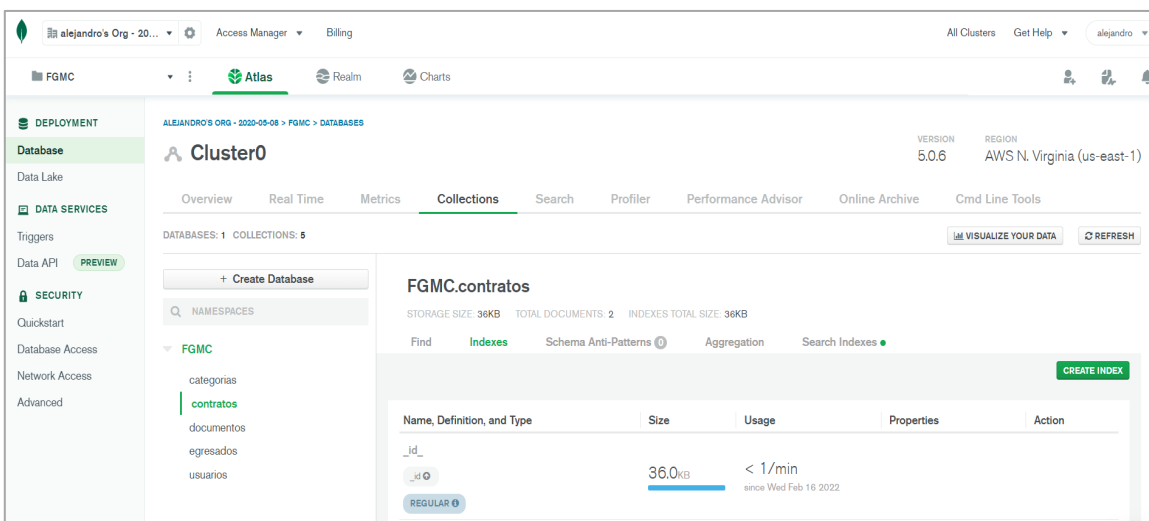 alejandro's Org - 20... Access Manager Billing All Clusters Get Help alejandro
FGMC Atlas Realm Charts
DEPLOYMENT
Database
Data Lake
DATA SERVICES
Triggers
Data API PREVIEW
SECURITY
Quickstart
Database Access
Network Access
Advanced
ALEJANDRO'S ORG - 2020-05-08 > FGMC > DATABASES
Cluster0
VERSION REGION
5.0.6 AWS N. Virginia (us-east-1)
Overview Real Time Metrics Collections Search Profiler Performance Advisor Online Archive Cmd Line Tools
DATABASES: 1 COLLECTIONS: 5
VISUALIZE YOUR DATA REFRESH
+ Create Database
NAMESPACES
FGMC
categorias
contratos
documentos
egresados
usuarios
FGMC.contratos
STORAGE SIZE: 36KB TOTAL DOCUMENTS: 2 INDEXES TOTAL SIZE: 36KB
Find Indexes Schema Anti-Patterns 0 Aggregation Search Indexes
CREATE INDEX
Name, Definition, and Type Size Usage Properties Action
_id_
_id
REGULAR
36.0KB
< 1/min
since Wed Feb 16 2022